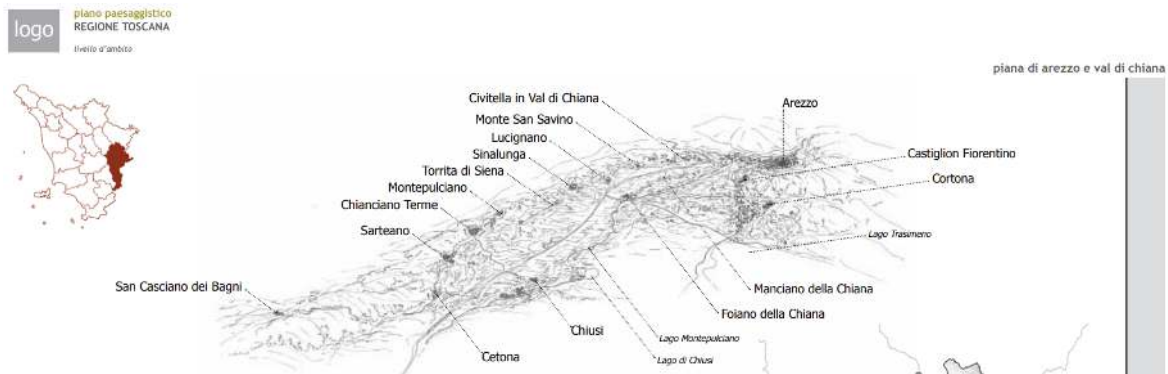 logo
piano paesaggistico
REGIONE TOSCANA
livello d'ambito
piana di arezzo e val di chiana
Civitella in Val di Chiana
Arezzo
Monte San Savino
Lucignano
Castiglion Fiorentino
Sinalunga
Torrita di Siena
Cortona
Montepulciano
Chianciano Terme
Sarteano
Lago Trasimeno
San Casciano dei Bagni
Manciano della Chiana
Foiano della Chiana
Chiusi
Lago Montepulciano
Cetona
Lago di Chiusi